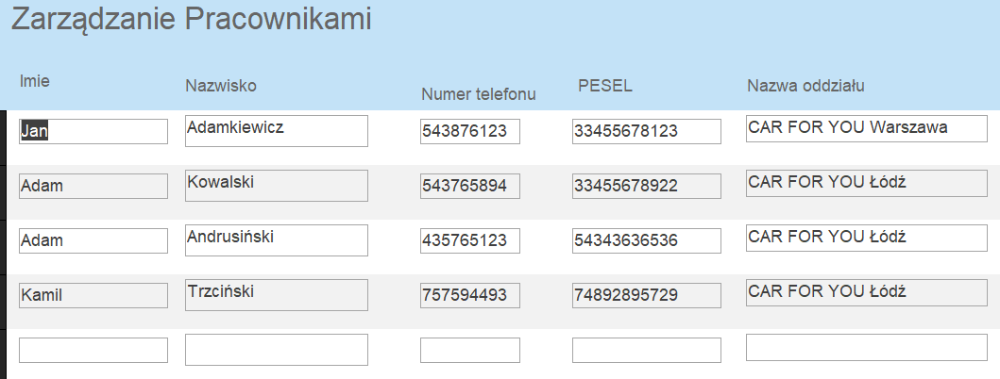 Zarządzanie Pracownikami
Imie Nazwisko Numer telefonu PESEL Nazwa oddziału
Jan Adamkiewicz 543876123 33455678123 CAR FOR YOU Warszawa
Adam Kowalski 543765894 33455678922 CAR FOR YOU Łódź
Adam Andrusiński 435765123 54343636536 CAR FOR YOU Łódź
Kamil Trzciński 757594493 74892895729 CAR FOR YOU Łódź